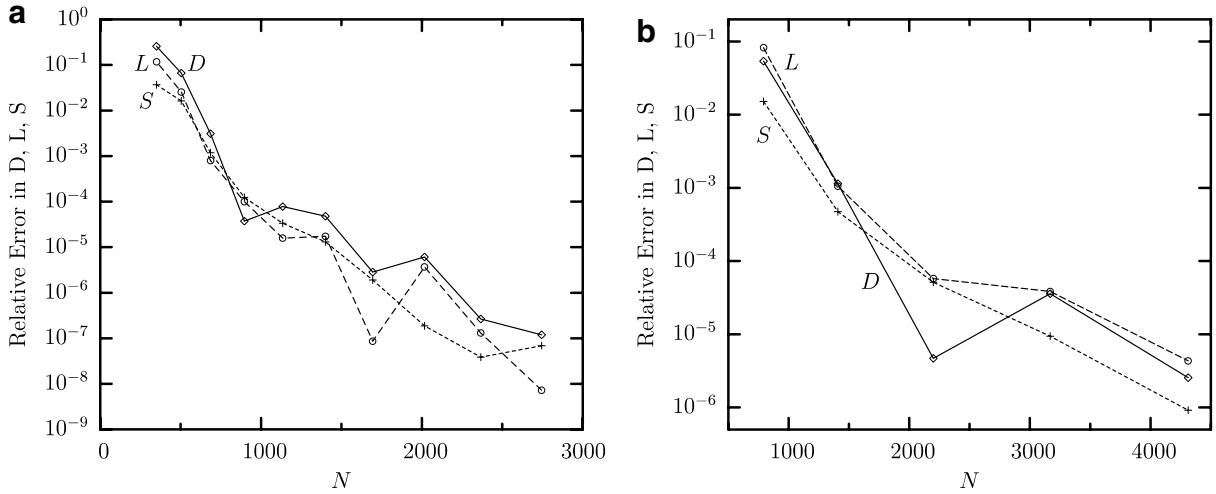 a
Relative Error in D, L, S
10⁰
10⁻¹
10⁻²
10⁻³
10⁻⁴
10⁻⁵
10⁻⁶
10⁻⁷
10⁻⁸
10⁻⁹
L
D
S
0
1000
2000
3000
N
b
Relative Error in D, L, S
10⁻¹
10⁻²
10⁻³
10⁻⁴
10⁻⁵
10⁻⁶
L
S
D
1000
2000
3000
4000
N